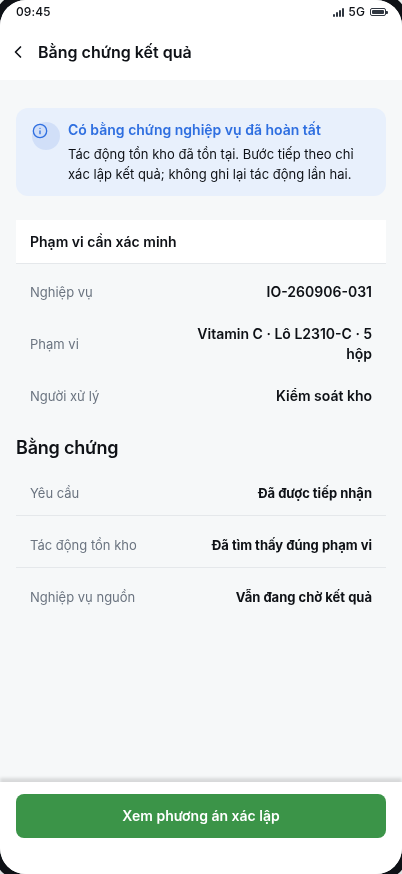 09:45
5G
Bằng chứng kết quả
Có bằng chứng nghiệp vụ đã hoàn tất
Tác động tồn kho đã tồn tại. Bước tiếp theo chỉ
xác lập kết quả; không ghi lại tác động lần hai.
Phạm vi cần xác minh
Nghiệp vụ
IO-260906-031
Phạm vi
Vitamin C · Lô L2310-C · 5
hộp
Người xử lý
Kiểm soát kho
Bằng chứng
Yêu cầu
Đã được tiếp nhận
Tác động tồn kho
Đã tìm thấy đúng phạm vi
Nghiệp vụ nguồn
Vẫn đang chờ kết quả
Xem phương án xác lập